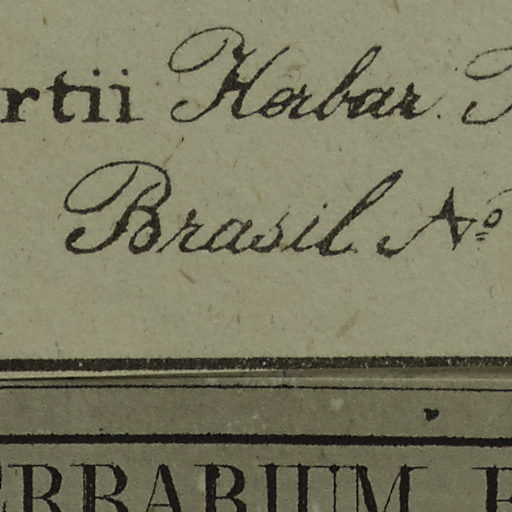 rtii Herbar.
Brasil. Nº
ERBARIUM